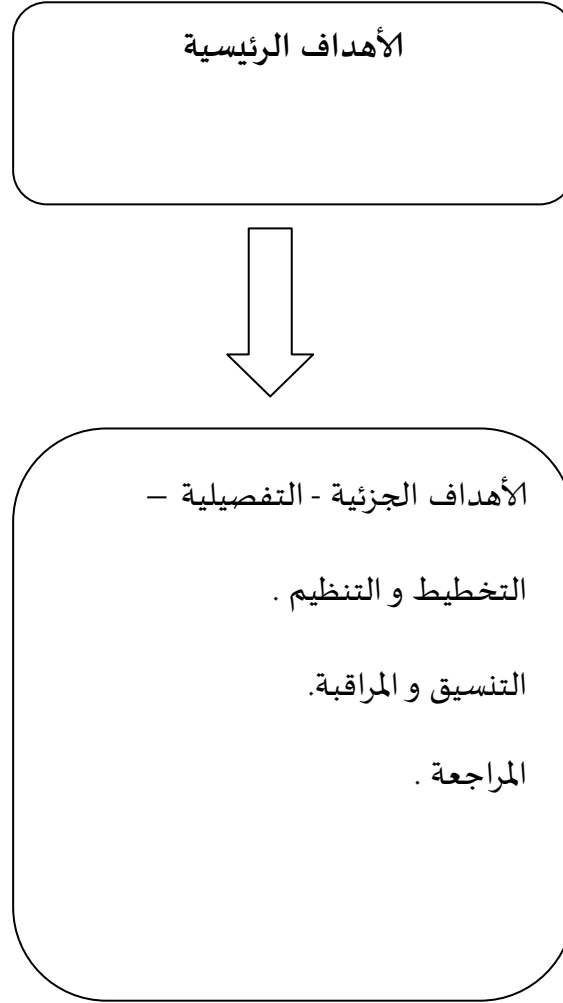 الأهداف الرئيسية
الأهداف الجزئية - التفصيلية –
التخطيط و التنظيم .
التنسيق و المراقبة.
المراجعة .